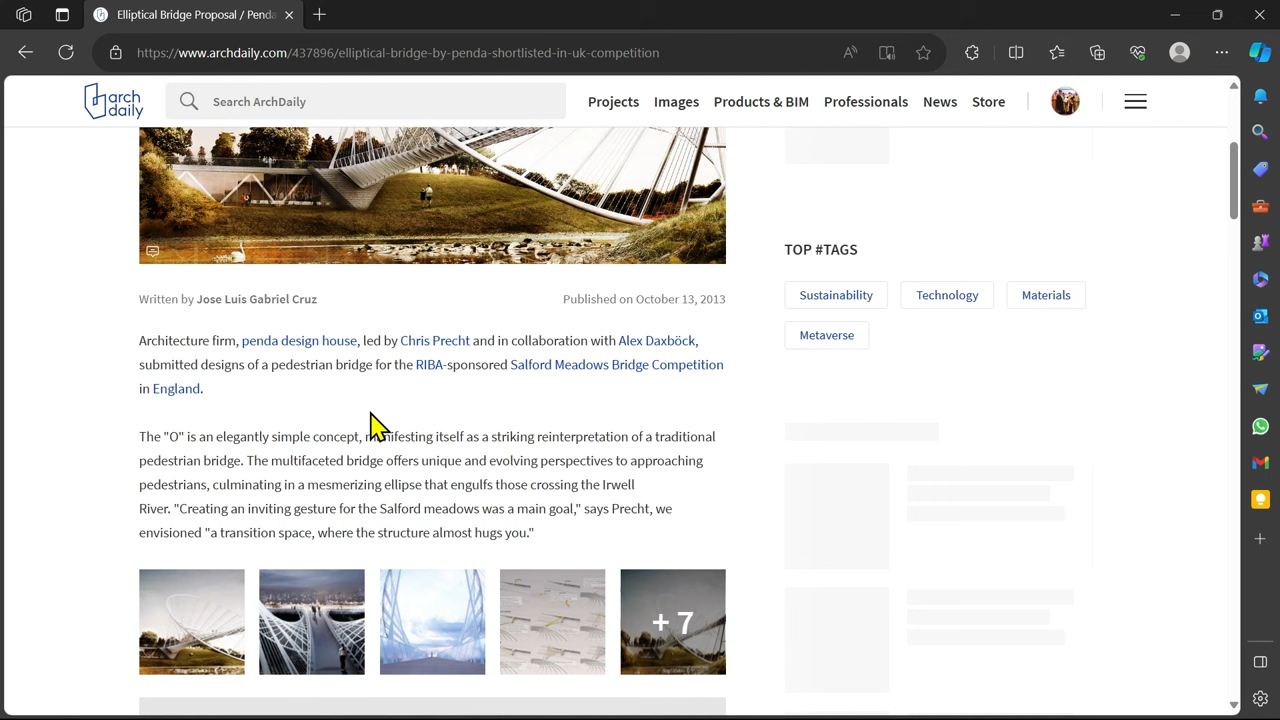 Elliptical Bridge Proposal / Penda
https://www.archdaily.com/437896/elliptical-bridge-by-penda-shortlisted-in-uk-competition
arch
daily
Search ArchDaily
Projects Images Products & BIM Professionals News Store
Written by Jose Luis Gabriel Cruz
Published on October 13, 2013
Architecture firm, penda design house, led by Chris Precht and in collaboration with Alex Daxböck,
submitted designs of a pedestrian bridge for the RIBA-sponsored Salford Meadows Bridge Competition
in England.
The "O" is an elegantly simple concept, manifesting itself as a striking reinterpretation of a traditional
pedestrian bridge. The multifaceted bridge offers unique and evolving perspectives to approaching
pedestrians, culminating in a mesmerizing ellipse that engulfs those crossing the Irwell
River. "Creating an inviting gesture for the Salford meadows was a main goal," says Precht, we
envisioned "a transition space, where the structure almost hugs you."
+ 7
TOP #TAGS
Sustainability Technology Materials
Metaverse